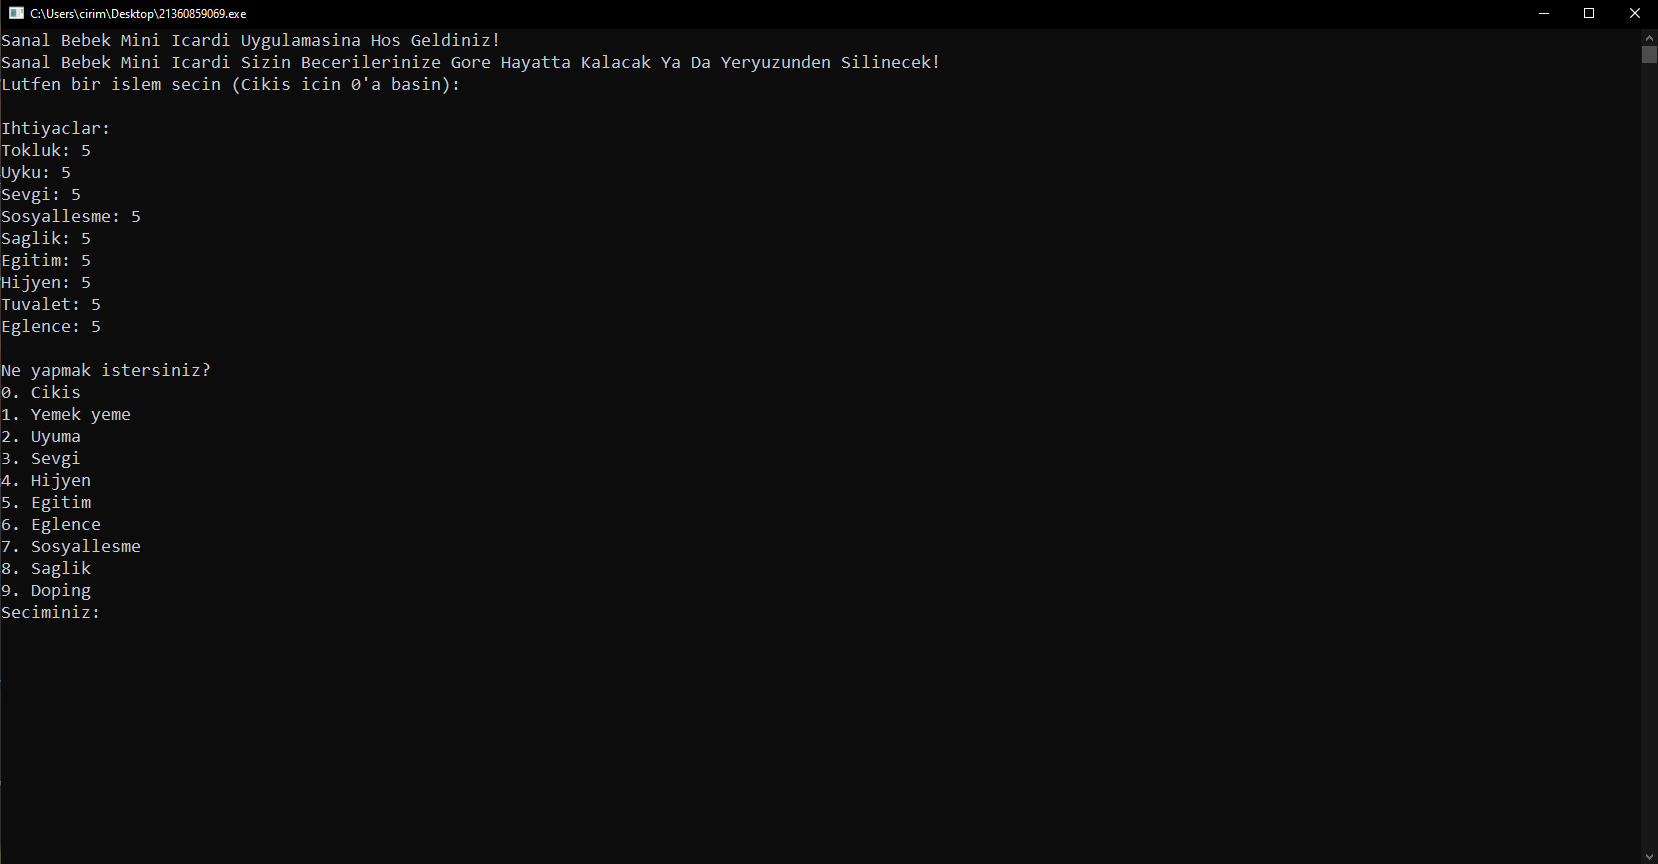 C:\Users\cirim\Desktop\21360859069.exe
Sanal Bebek Mini Icardi Uygulamasina Hos Geldiniz!
Sanal Bebek Mini Icardi Sizin Becerilerinize Gore Hayatta Kalacak Ya Da Yeryuzunden Silinecek!
Lutfen bir islem secin (Cikis icin 0'a basin):
Ihtiyaclar:
Tokluk: 5
Uyku: 5
Sevgi: 5
Sosyallesme: 5
Saglik: 5
Egitim: 5
Hijyen: 5
Tuvalet: 5
Eglence: 5
Ne yapmak istersiniz?
0. Cikis
1. Yemek yeme
2. Uyuma
3. Sevgi
4. Hijyen
5. Egitim
6. Eglence
7. Sosyallesme
8. Saglik
9. Doping
Seciminiz: